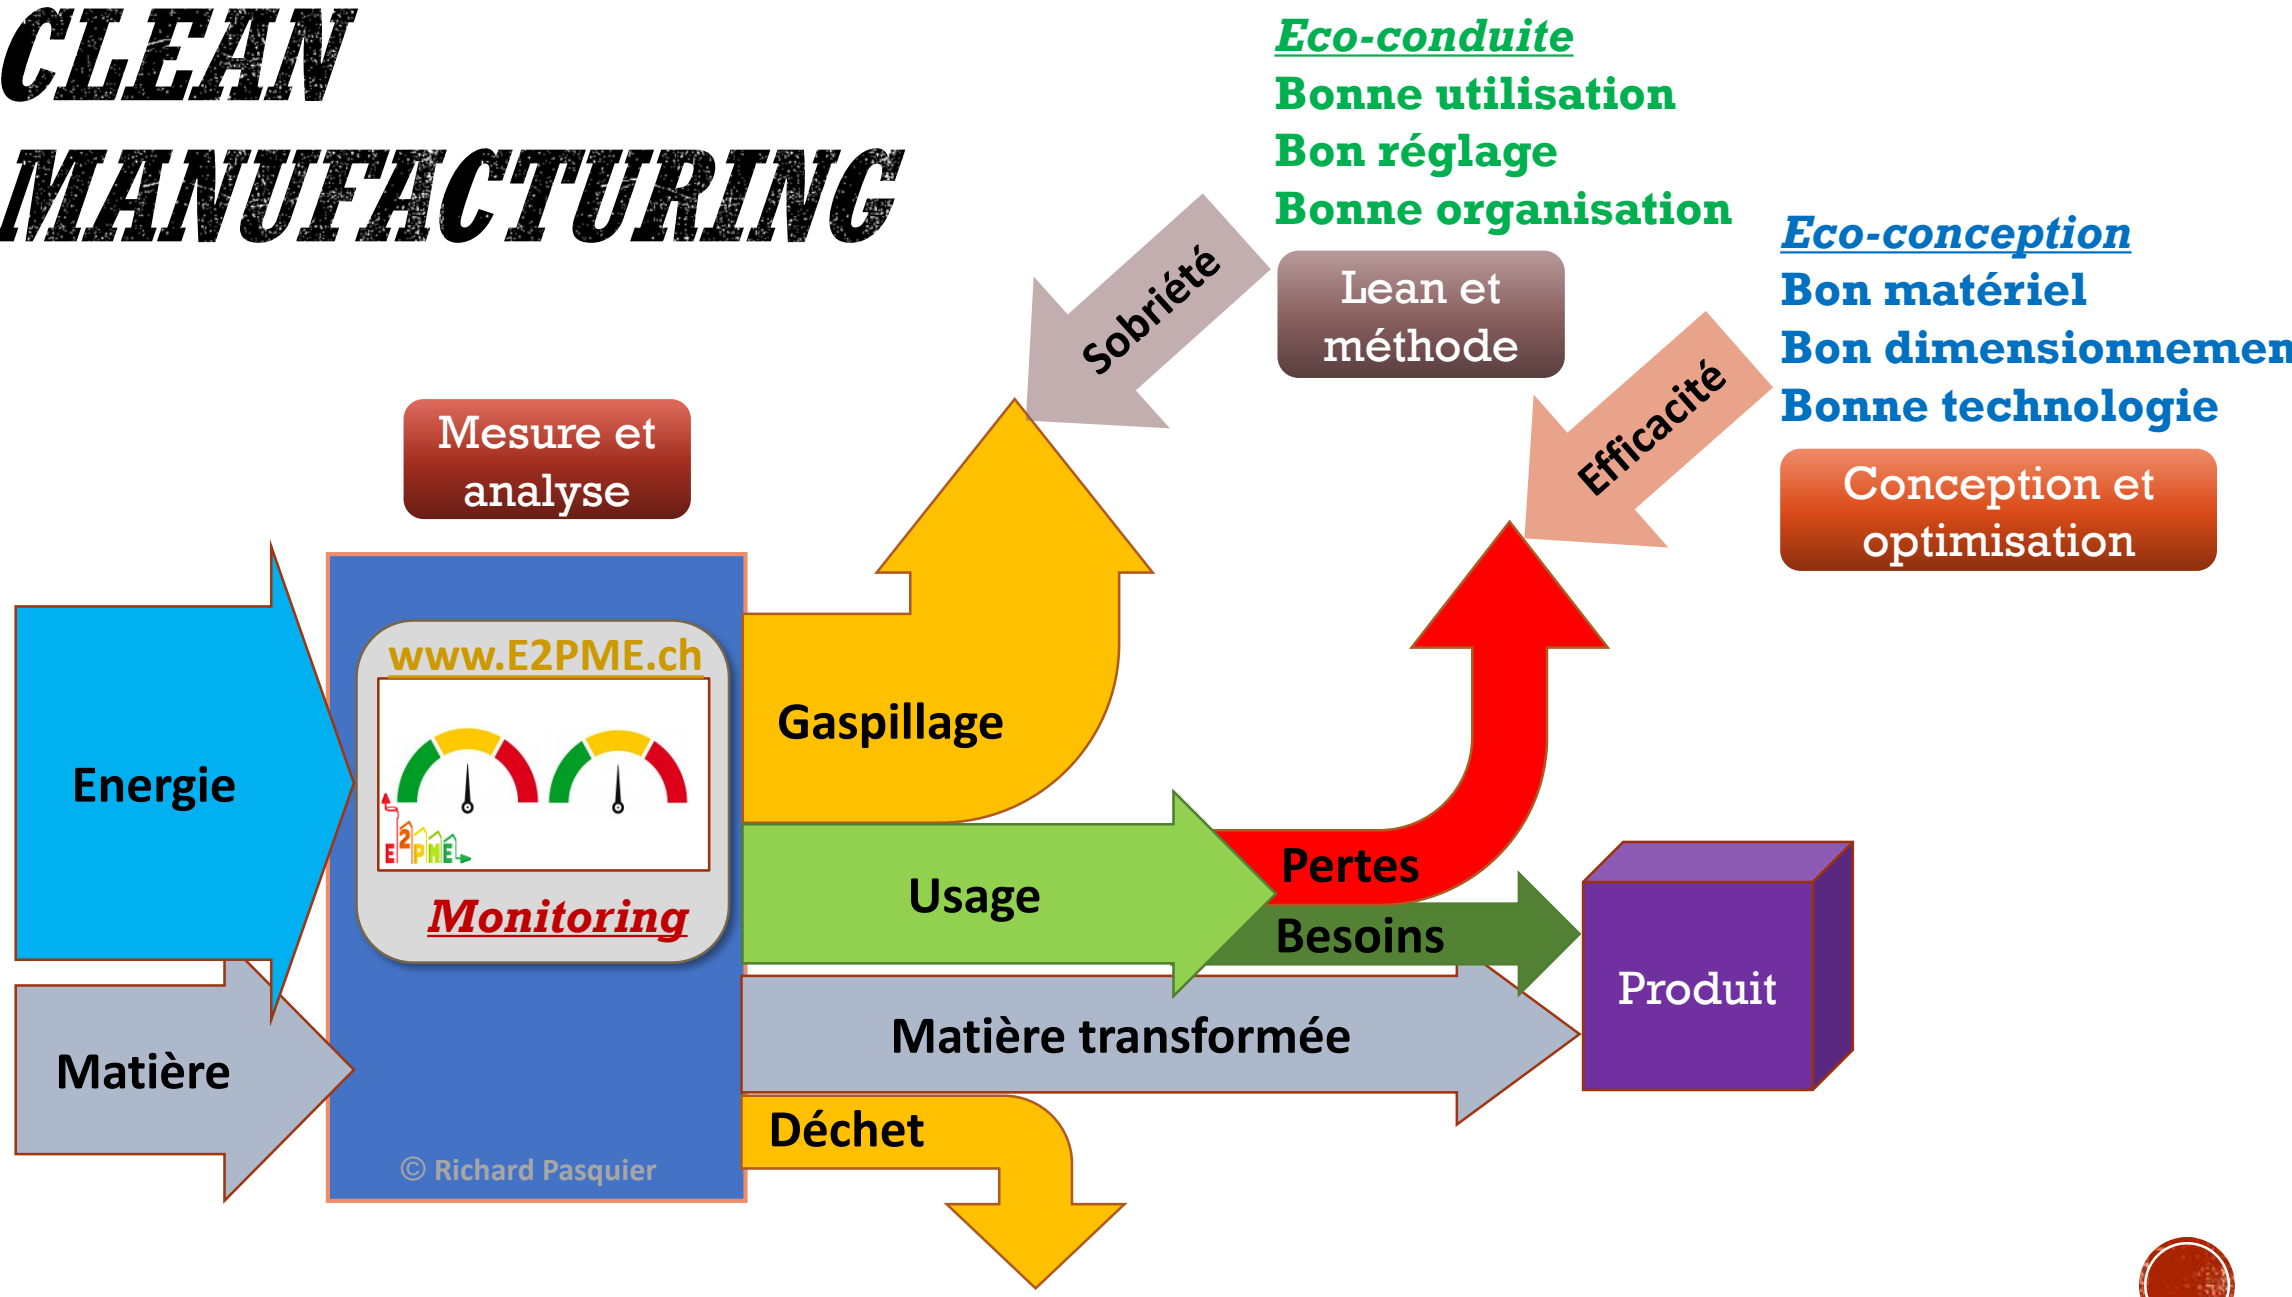 CLEAN
MANUFACTURING
Eco-conduite
Bonne utilisation
Bon réglage
Bonne organisation
Sobriété
Lean et
méthode
Eco-conception
Bon matériel
Bon dimensionnemen
Bonne technologie
Efficacité
Conception et
optimisation
Mesure et
analyse
www.E2PME.ch
E2PME
Monitoring
Energie
Matière
Gaspillage
Usage
Pertes
Besoins
Matière transformée
Déchet
Produit
© Richard Pasquier